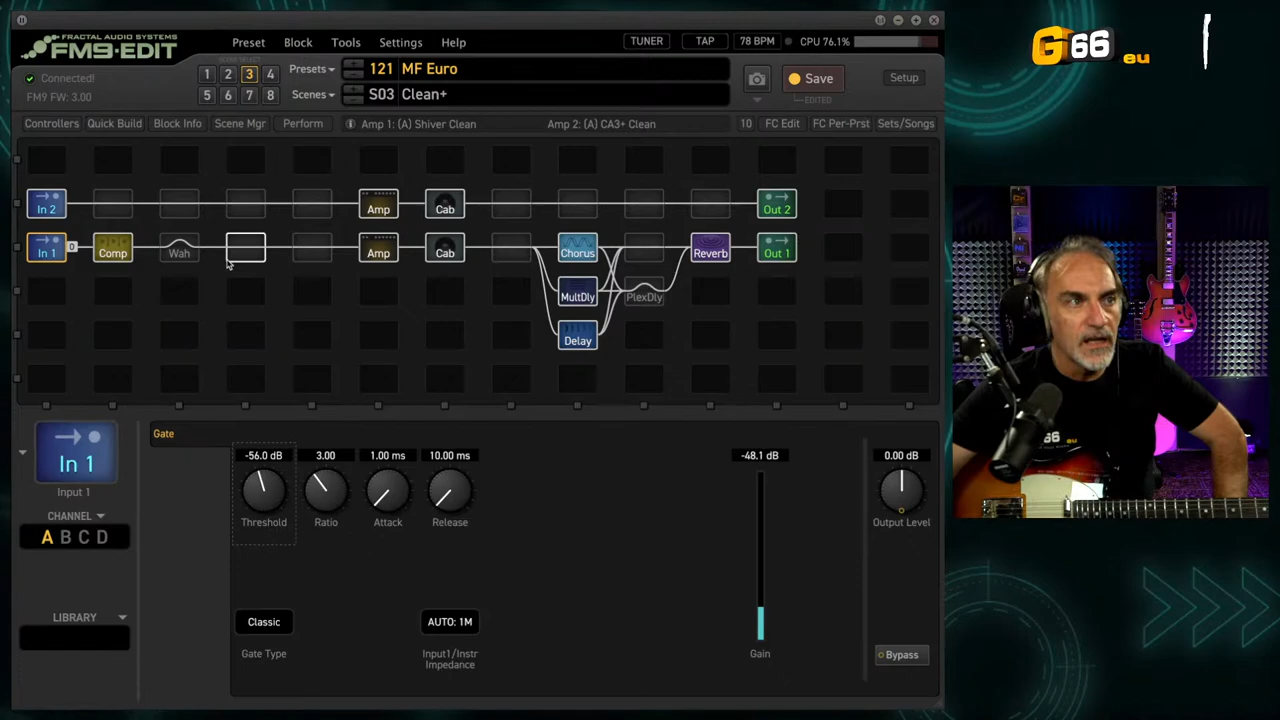 FRACTAL AUDIO SYSTEMS
FM9-EDIT
Preset Block Tools Settings Help
TUNER TAP 78 BPM CPU 76.1%
G66
eu
Connected!
FM9 FW: 3.00
1 2 3 4
5 6 7 8
Presets 121 MF Euro
Scenes S03 Clean+
Save
EDITED
Setup
Controllers Quick Build Block Info Scene Mgr Perform Amp 1: (A) Shiver Clean Amp 2: (A) CA3+ Clean 10 FC Edit FC Per-Prst Sets/Songs
In 2 Amp Cab Out 2
In 1 D Comp Wah Amp Cab Chorus Reverb Out 1
MultDly PlexDly
Delay
In 1
Input 1
CHANNEL
A B C D
LIBRARY
Gate
-56.0 dB 3.00 1.00 ms 10.00 ms -48.1 dB 0.00 dB
Threshold Ratio Attack Release Output Level
Classic AUTO: 1M
Gate Type Input1/Instr
Impedance
Gain
Bypass
66
eu